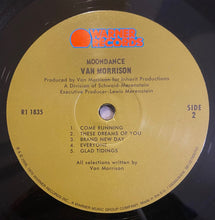 WARNER
RECORDS
MOONDANCE
VAN MORRISON
Produced by Van Morrison for Inherit Productions
A Division of Schwaid-Merenstein
Executive Producer-Lewis Merenstein
R1 1835
SIDE
2
1. COME RUNNING
2. THESE DREAMS OF YOU
3. BRAND NEW DAY
4. EVERYONE
5. GLAD TIDINGS
All selections written by
Van Morrison